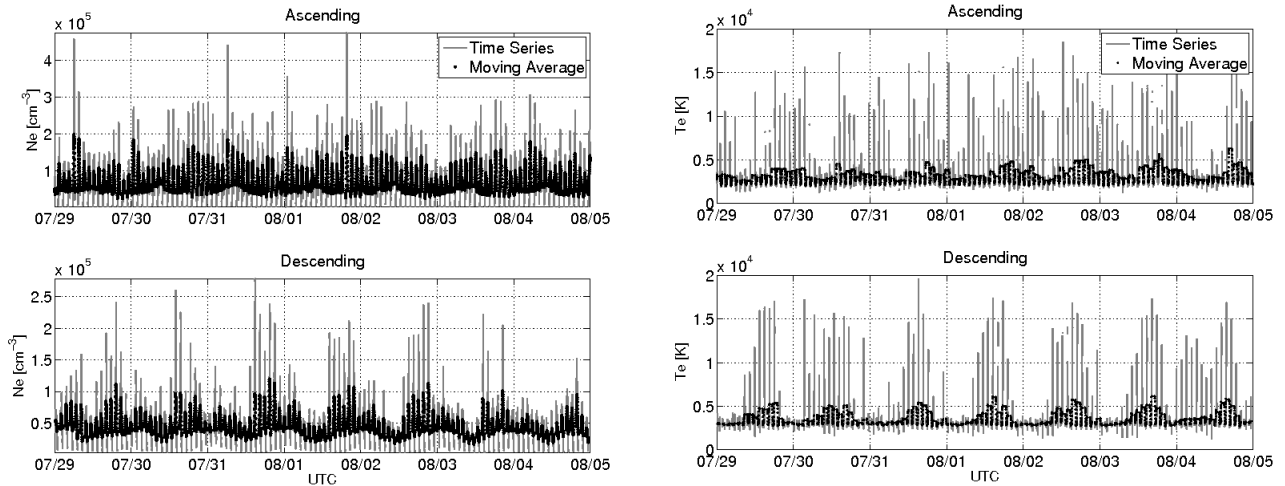 Ascending
x 10^5
4
3
2
1
Ne [cm^-3]
Time Series
Moving Average
07/29 07/30 07/31 08/01 08/02 08/03 08/04 08/05
Ascending
x 10^4
2
1.5
1
0.5
0
Te [K]
Time Series
Moving Average
07/29 07/30 07/31 08/01 08/02 08/03 08/04 08/05
Descending
x 10^5
2.5
2
1.5
1
0.5
Ne [cm^-3]
07/29 07/30 07/31 08/01 08/02 08/03 08/04 08/05
UTC
Descending
x 10^4
2
1.5
1
0.5
0
Te [K]
07/29 07/30 07/31 08/01 08/02 08/03 08/04 08/05
UTC